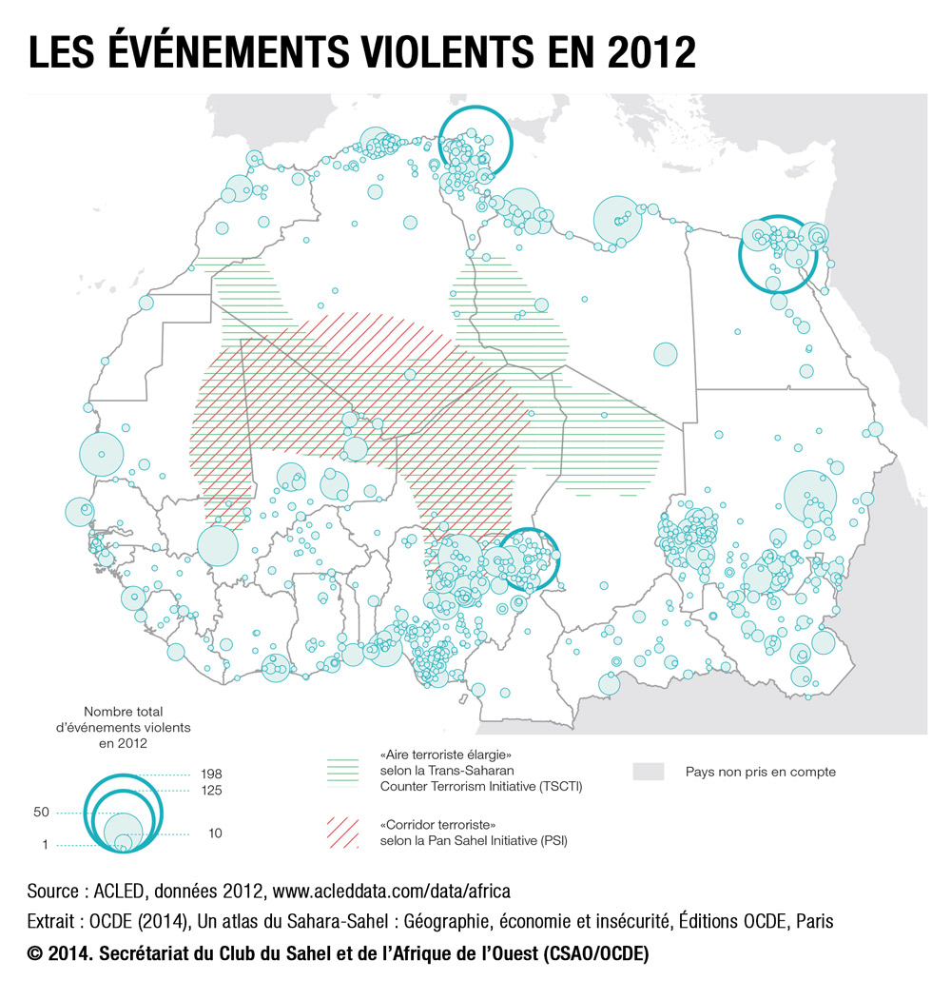 LES ÉVÉNEMENTS VIOLENTS EN 2012
Nombre total
d’événements violents
en 2012
198
125
50
10
1
«Aire terroriste élargie»
selon la Trans-Saharan
Counter Terrorism Initiative (TSCTI)
«Corridor terroriste»
selon la Pan Sahel Initiative (PSI)
Pays non pris en compte
Source : ACLED, données 2012, www.acleddata.com/data/africa
Extrait : OCDE (2014), Un atlas du Sahara-Sahel : Géographie, économie et insécurité, Éditions OCDE, Paris
© 2014. Secrétariat du Club du Sahel et de l’Afrique de l’Ouest (CSAO/OCDE)